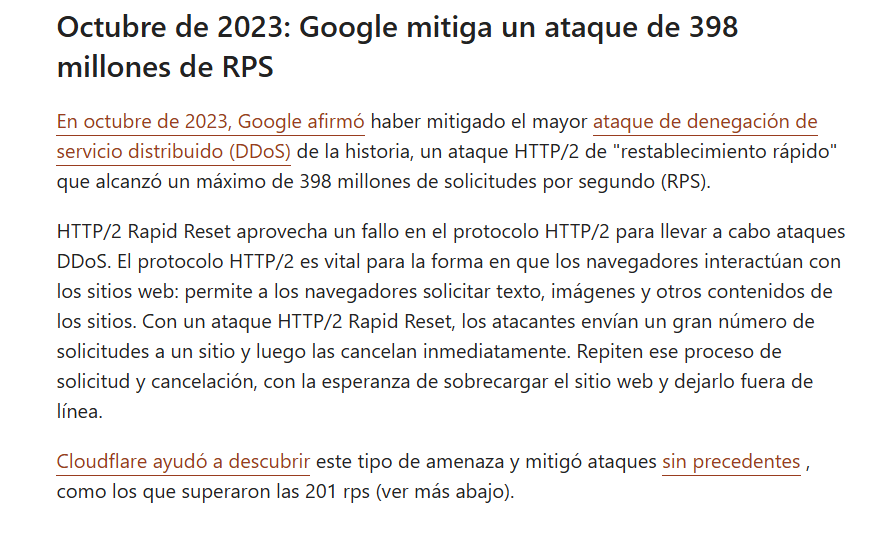 Octubre de 2023: Google mitiga un ataque de 398
millones de RPS
En octubre de 2023, Google afirmó haber mitigado el mayor ataque de denegación de
servicio distribuido (DDoS) de la historia, un ataque HTTP/2 de "restablecimiento rápido"
que alcanzó un máximo de 398 millones de solicitudes por segundo (RPS).
HTTP/2 Rapid Reset aprovecha un fallo en el protocolo HTTP/2 para llevar a cabo ataques
DDoS. El protocolo HTTP/2 es vital para la forma en que los navegadores interactúan con
los sitios web: permite a los navegadores solicitar texto, imágenes y otros contenidos de
los sitios. Con un ataque HTTP/2 Rapid Reset, los atacantes envían un gran número de
solicitudes a un sitio y luego las cancelan inmediatamente. Repiten ese proceso de
solicitud y cancelación, con la esperanza de sobrecargar el sitio web y dejarlo fuera de
línea.
Cloudflare ayudó a descubrir este tipo de amenaza y mitigó ataques sin precedentes ,
como los que superaron las 201 rps (ver más abajo).